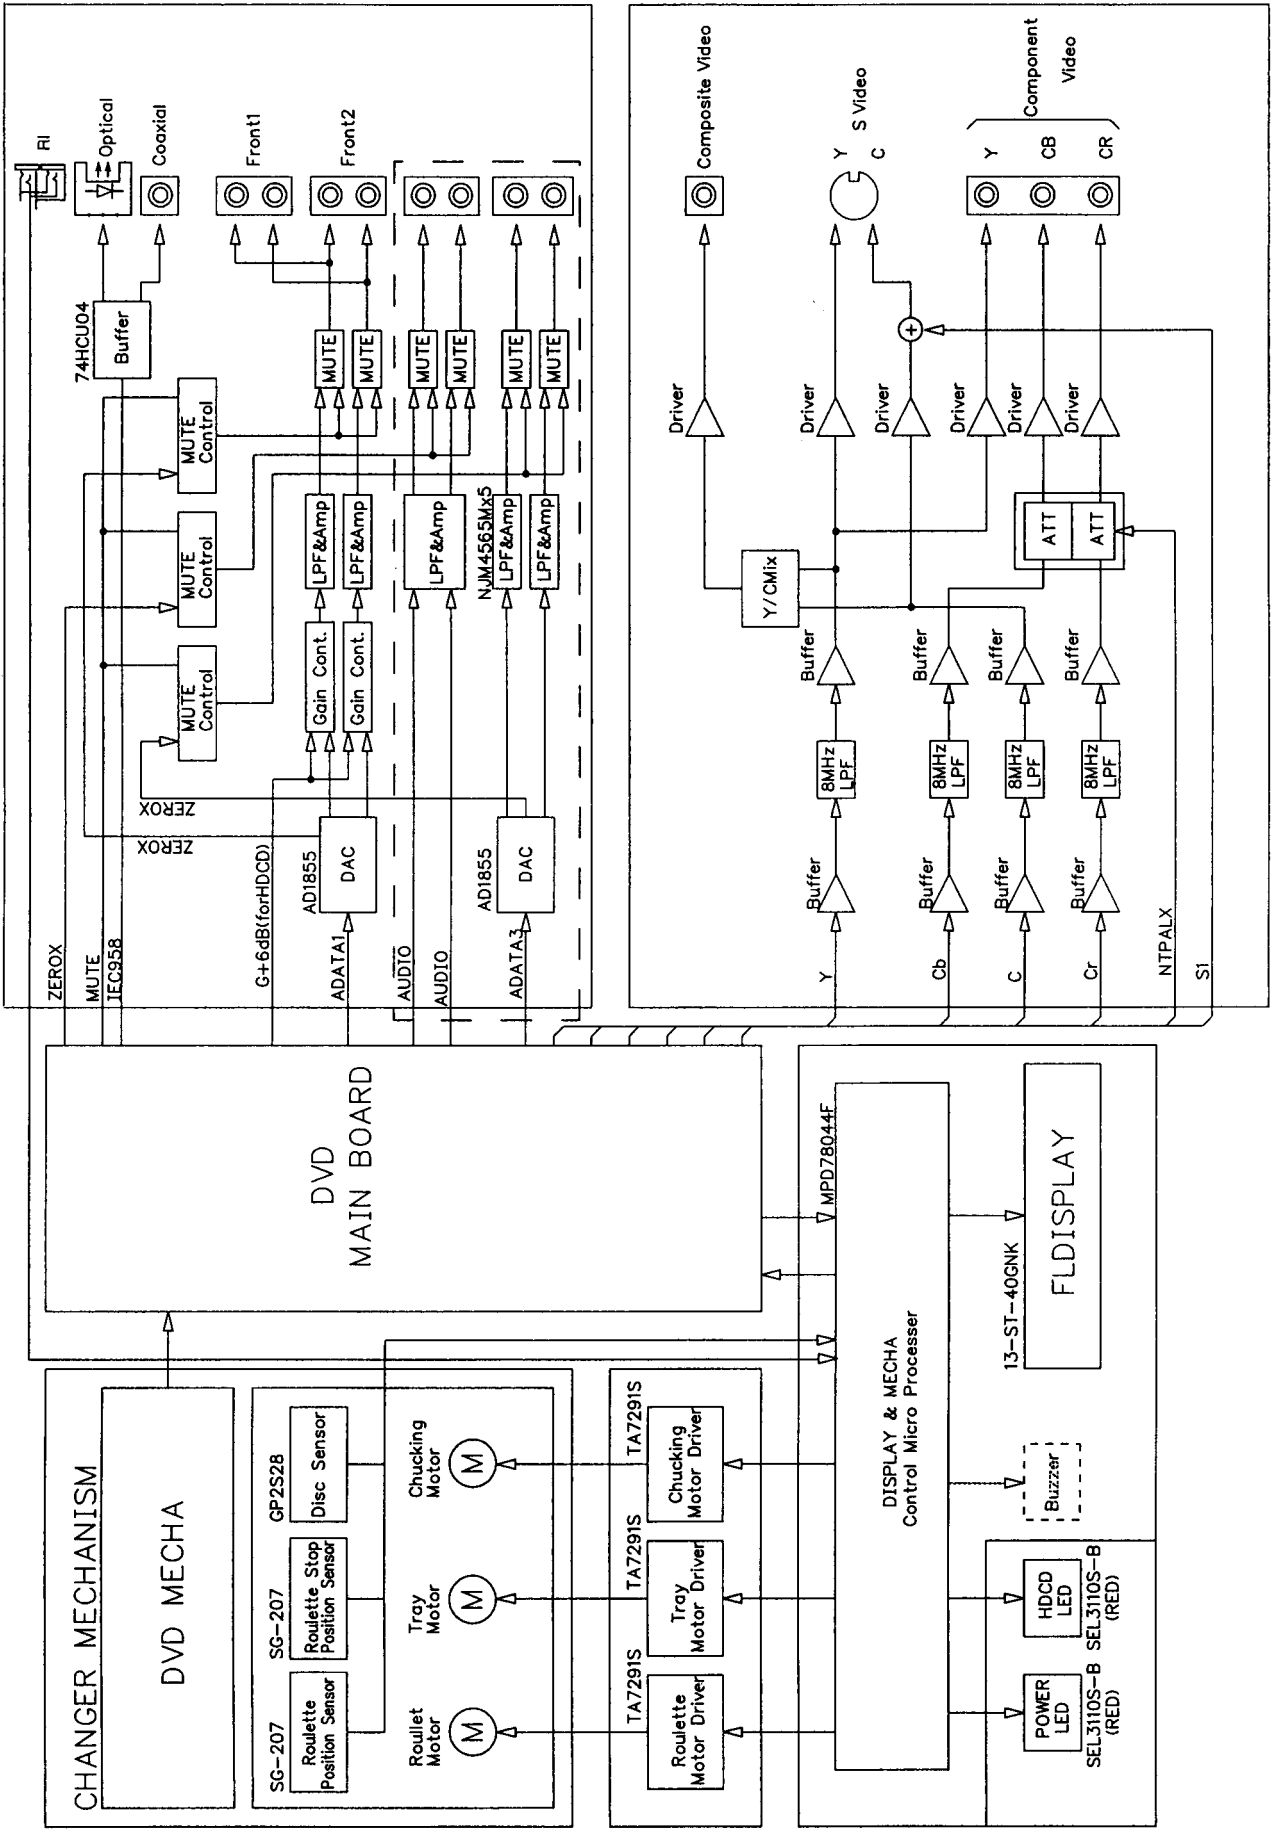 CHANGER MECHANISM
DVD MECHA
SG-207
Roulette
Position Sensor
SG-207
Roulette Stop
Position Sensor
GP2S28
Disc Sensor
Roullet
Motor
M
Tray
Motor
M
Chucking
Motor
M
TA7291S
Roulette
Motor Driver
TA7291S
Tray
Motor Driver
TA7291S
Chucking
Motor Driver
DISPLAY & MECHA
Control Micro Processer
MPD78044F
POWER
LED
SEL3110S-B
(RED)
HDCD
LED
SEL3110S-B
(RED)
Buzzer
13-ST-40GNK
FLDISPLAY
DVD
MAIN BOARD
ZEROX
MUTE
IEC958
G+6dB(forHDCD)
ADATA1
AUDIO
AUDIO
ADATA3
ZEROX
ZEROX
AD1855
DAC
AD1855
DAC
MUTE
Control
MUTE
Control
MUTE
Control
74HCU04
Buffer
Gain Cont.
Gain Cont.
LPF&Amp
LPF&Amp
LPF&Amp
NJM4565Mx5
LPF&Amp
LPF&Amp
MUTE
MUTE
MUTE
MUTE
MUTE
MUTE
RI
Optical
Coaxial
Front1
Front2
Y
Cb
C
Cr
NTPALX
S1
Buffer
Buffer
Buffer
Buffer
8MHz
LPF
8MHz
LPF
8MHz
LPF
8MHz
LPF
Buffer
Buffer
Buffer
Buffer
Y/CMix
ATT
ATT
Driver
Driver
Driver
Driver
Driver
Driver
+
Composite Video
Y
C
S Video
Y
CB
CR
Component
Video